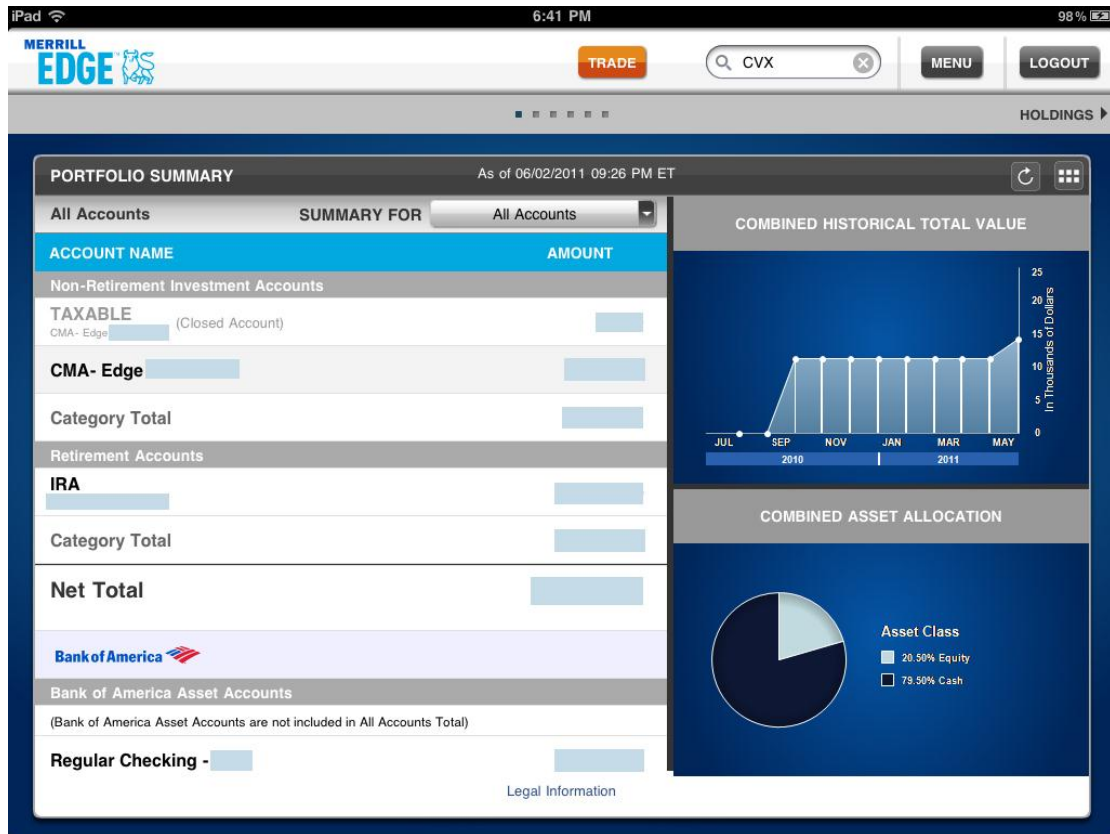 iPad 6:41 PM 98%
MERRILL
EDGE
TRADE CVX MENU LOGOUT
HOLDINGS
PORTFOLIO SUMMARY As of 06/02/2011 09:26 PM ET
All Accounts SUMMARY FOR All Accounts
ACCOUNT NAME AMOUNT
Non-Retirement Investment Accounts
TAXABLE
CMA- Edge (Closed Account)
CMA- Edge
Category Total
Retirement Accounts
IRA
Category Total
Net Total
Bank of America
Bank of America Asset Accounts
(Bank of America Asset Accounts are not included in All Accounts Total)
Regular Checking -
Legal Information
COMBINED HISTORICAL TOTAL VALUE
25
20
15
10
5
0
In Thousands of Dollars
JUL SEP NOV JAN MAR MAY
2010 2011
COMBINED ASSET ALLOCATION
Asset Class
20.50% Equity
79.50% Cash